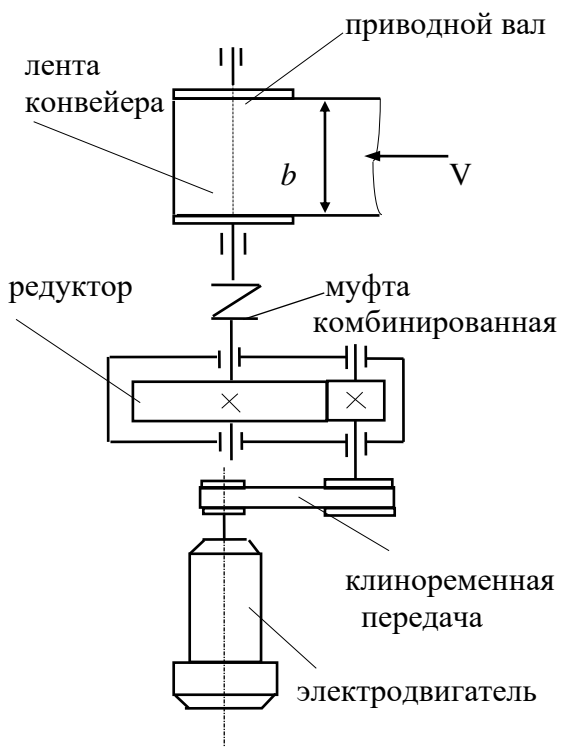 приводной вал
лента
конвейера
b
V
редуктор
муфта
комбинированная
клиноременная
передача
электродвигатель